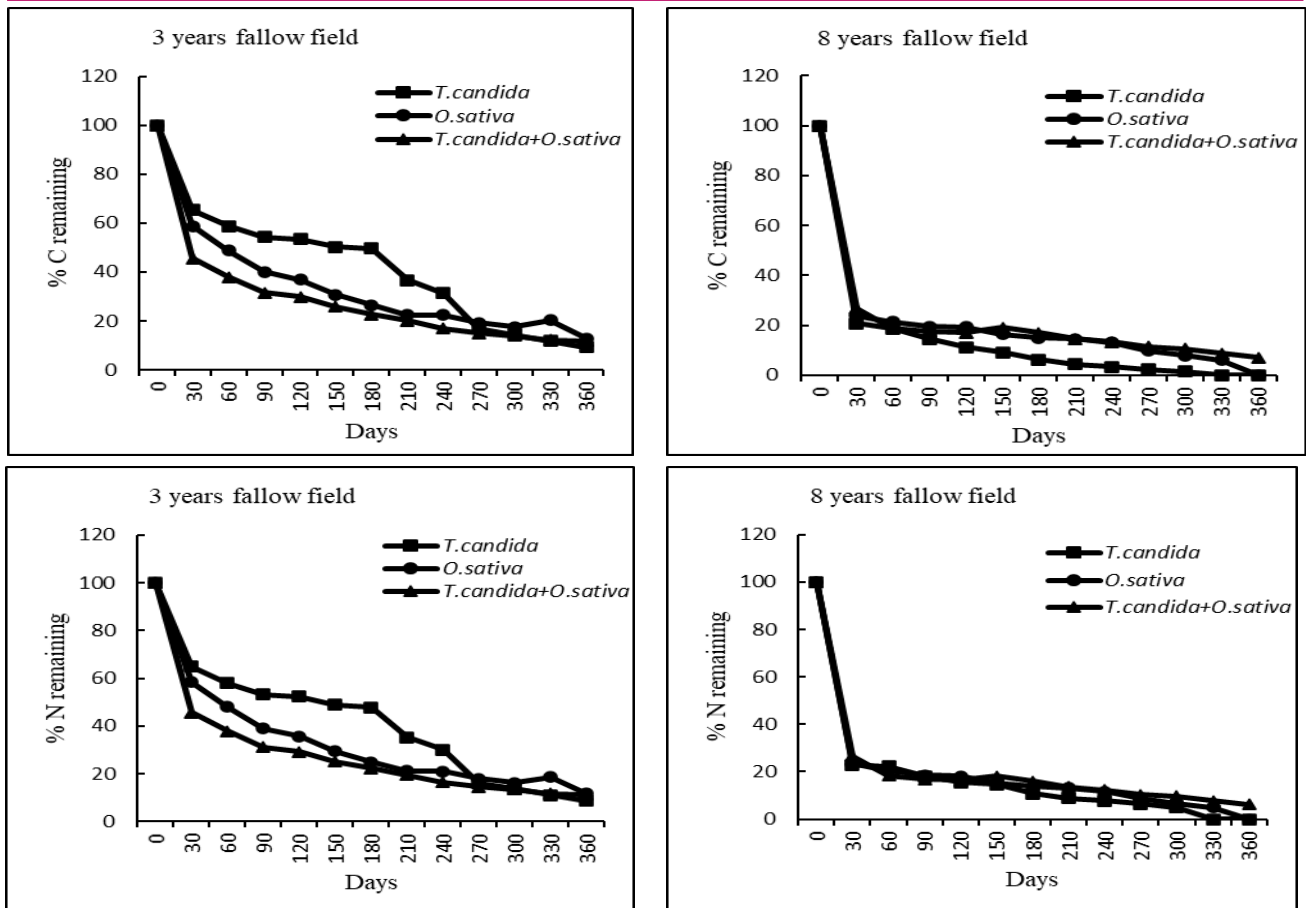 3 years fallow field
% C remaining
120
100
80
60
40
20
0
T.candida
O.sativa
T.candida+O.sativa
0 30 60 90 120 150 180 210 240 270 300 330 360
Days
8 years fallow field
% C remaining
120
100
80
60
40
20
0
T.candida
O.sativa
T.candida+O.sativa
0 30 60 90 120 150 180 210 240 270 300 330 360
Days
3 years fallow field
% N remaining
120
100
80
60
40
20
0
T.candida
O.sativa
T.candida+O.sativa
0 30 60 90 120 150 180 210 240 270 300 330 360
Days
8 years fallow field
% N remaining
120
100
80
60
40
20
0
T.candida
O.sativa
T.candida+O.sativa
0 30 60 90 120 150 180 210 240 270 300 330 360
Days